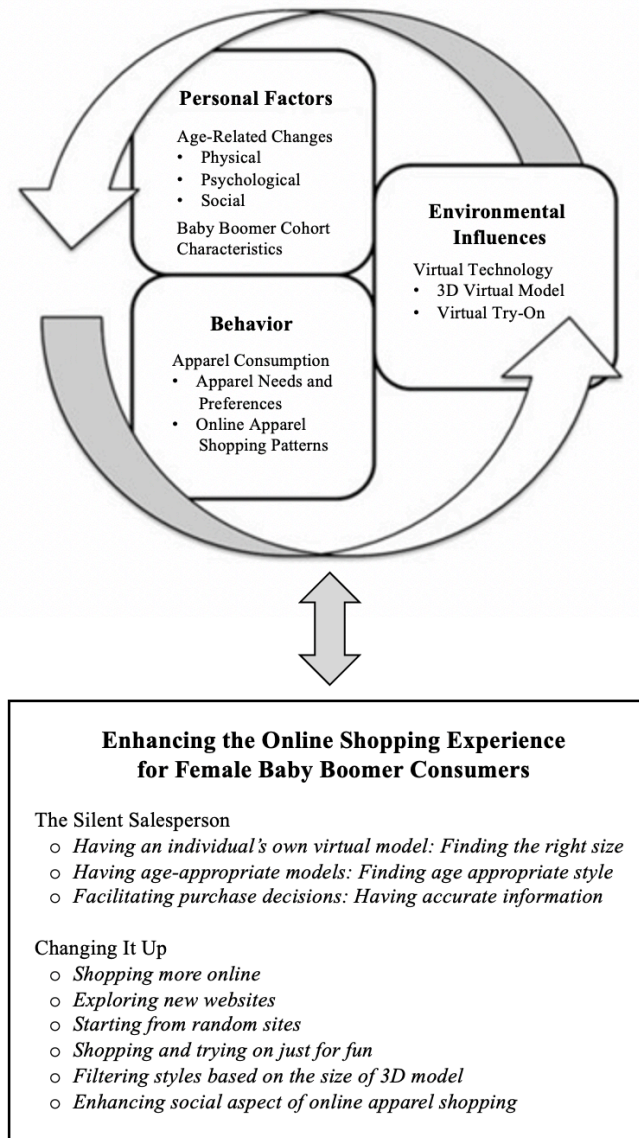 Personal Factors
Age-Related Changes
• Physical
• Psychological
• Social
Baby Boomer Cohort
Characteristics
Environmental
Influences
Virtual Technology
• 3D Virtual Model
• Virtual Try-On
Behavior
Apparel Consumption
• Apparel Needs and
Preferences
• Online Apparel
Shopping Patterns
Enhancing the Online Shopping Experience
for Female Baby Boomer Consumers
The Silent Salesperson
o Having an individual’s own virtual model: Finding the right size
o Having age-appropriate models: Finding age appropriate style
o Facilitating purchase decisions: Having accurate information
Changing It Up
o Shopping more online
o Exploring new websites
o Starting from random sites
o Shopping and trying on just for fun
o Filtering styles based on the size of 3D model
o Enhancing social aspect of online apparel shopping